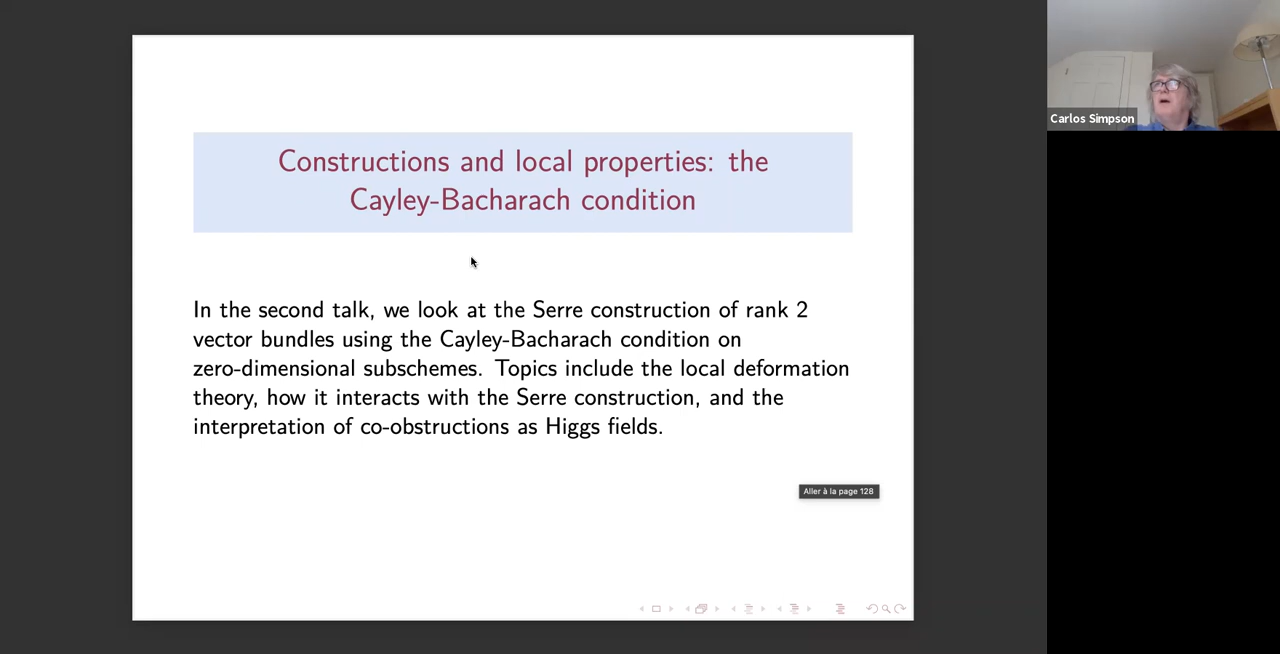 Constructions and local properties: the
Cayley-Bacharach condition
In the second talk, we look at the Serre construction of rank 2
vector bundles using the Cayley-Bacharach condition on
zero-dimensional subschemes. Topics include the local deformation
theory, how it interacts with the Serre construction, and the
interpretation of co-obstructions as Higgs fields.
Aller à la page 128
Carlos Simpson